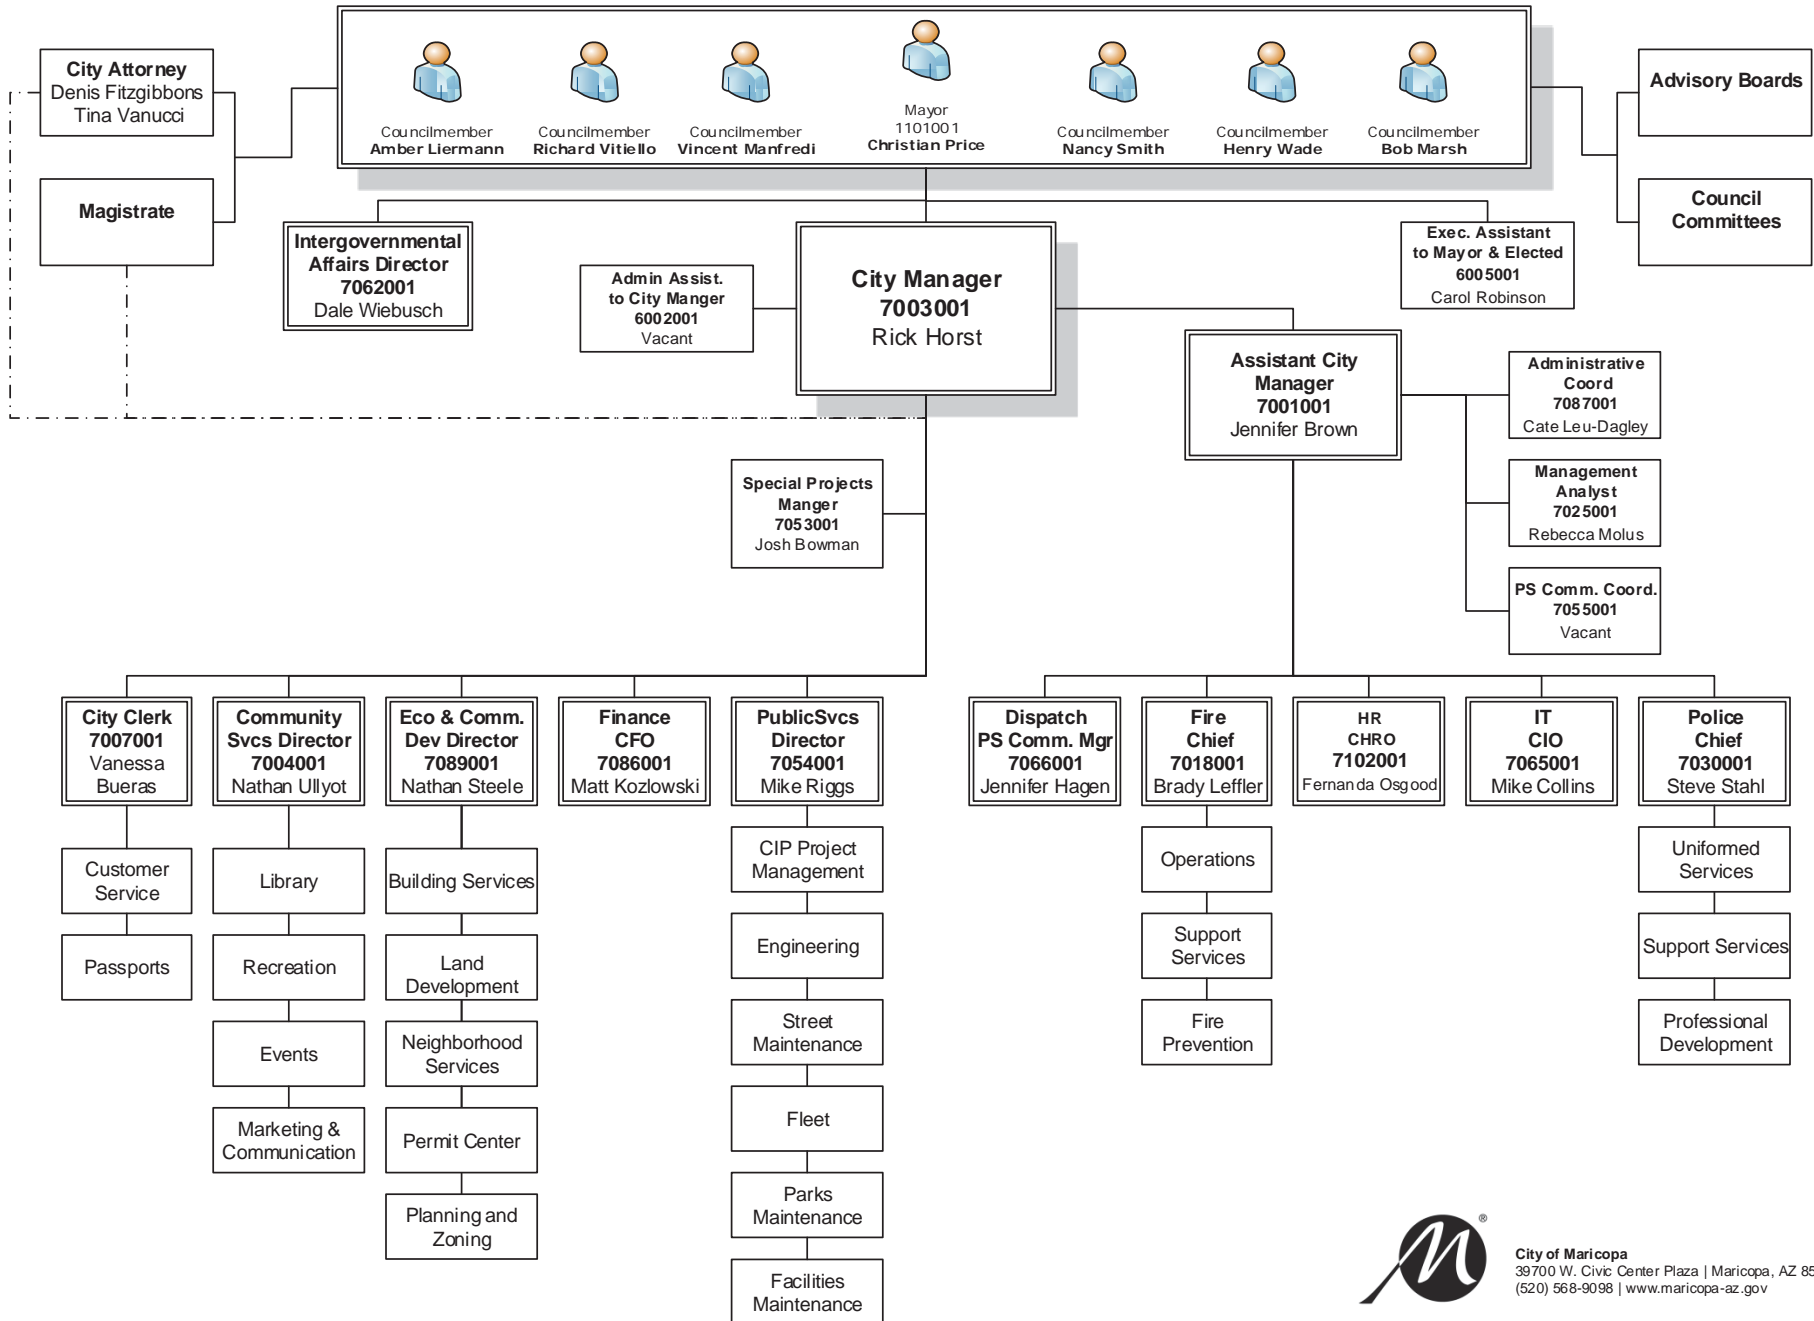 City Attorney
Denis Fitzgibbons
Tina Vanucci
Magistrate
Councilmember
Amber Liermann
Councilmember
Richard Vitiello
Councilmember
Vincent Manfredi
Mayor
1101001
Christian Price
Councilmember
Nancy Smith
Councilmember
Henry Wade
Councilmember
Bob Marsh
Advisory Boards
Council
Committees
Intergovernmental
Affairs Director
7062001
Dale Wiebusch
Admin Assist.
to City Manger
6002001
Vacant
City Manager
7003001
Rick Horst
Exec. Assistant
to Mayor & Elected
6005001
Carol Robinson
Assistant City
Manager
7001001
Jennifer Brown
Administrative
Coord
7087001
Cate Leu-Dagley
Management
Analyst
7025001
Rebecca Molus
PS Comm. Coord.
7055001
Vacant
Special Projects
Manger
7053001
Josh Bowman
City Clerk
7007001
Vanessa
Bueras
Customer
Service
Passports
Community
Svcs Director
7004001
Nathan Ullyot
Library
Recreation
Events
Marketing &
Communication
Eco & Comm.
Dev Director
7089001
Nathan Steele
Building Services
Land
Development
Neighborhood
Services
Permit Center
Planning and
Zoning
Finance
CFO
7086001
Matt Kozlowski
PublicSvcs
Director
7054001
Mike Riggs
CIP Project
Management
Engineering
Street
Maintenance
Fleet
Parks
Maintenance
Facilities
Maintenance
Dispatch
PS Comm. Mgr
7066001
Jennifer Hagen
Fire
Chief
7018001
Brady Leffler
Operations
Support
Services
Fire
Prevention
HR
CHRO
7102001
Fernanda Osgood
IT
CIO
7065001
Mike Collins
Police
Chief
7030001
Steve Stahl
Uniformed
Services
Support Services
Professional
Development
M®
City of Maricopa
39700 W. Civic Center Plaza | Maricopa, AZ 85
(520) 568-9098 | www.maricopa-az.gov